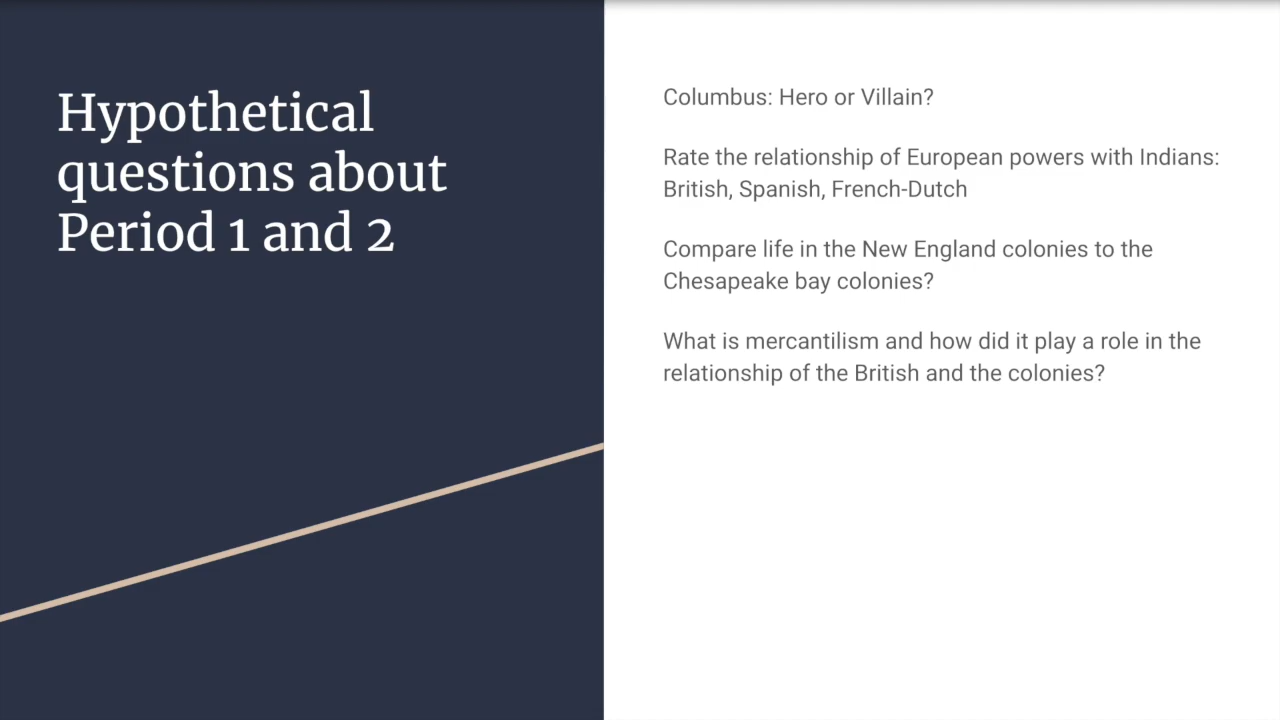 Hypothetical
questions about
Period 1 and 2
Columbus: Hero or Villain?
Rate the relationship of European powers with Indians:
British, Spanish, French-Dutch
Compare life in the New England colonies to the
Chesapeake bay colonies?
What is mercantilism and how did it play a role in the
relationship of the British and the colonies?